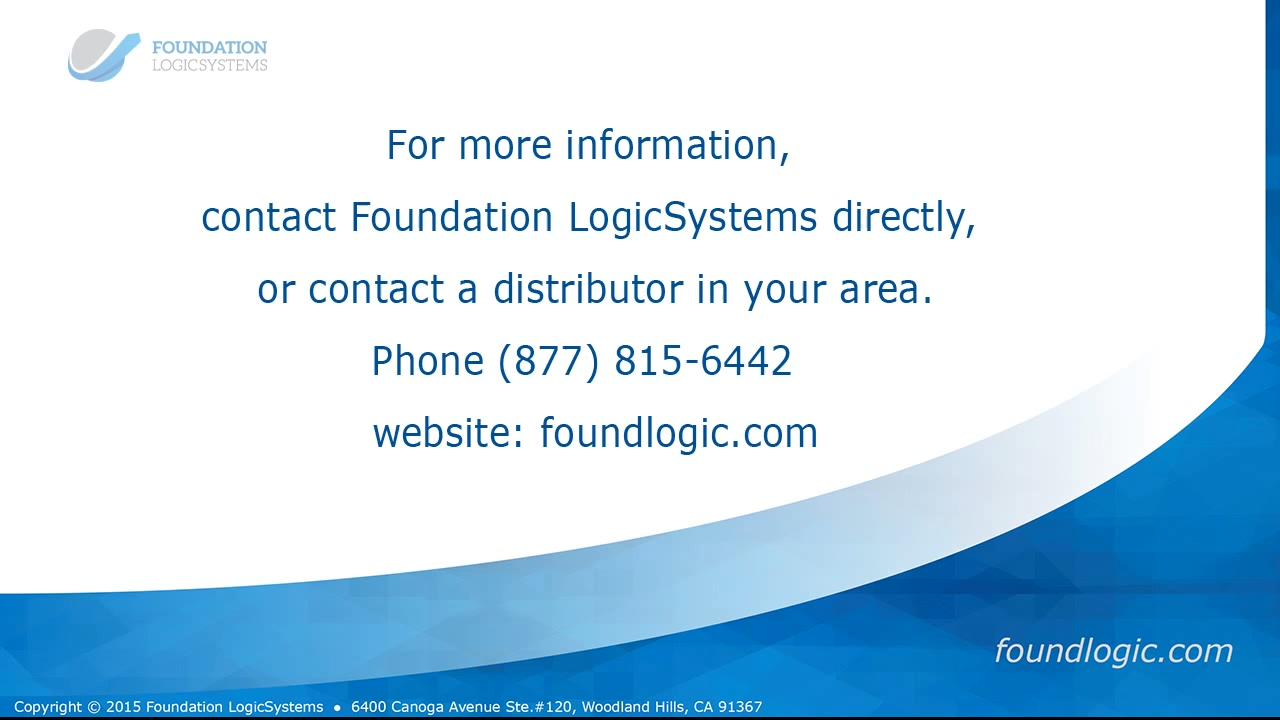 FOUNDATION
LOGICSYSTEMS
For more information,
contact Foundation LogicSystems directly,
or contact a distributor in your area.
Phone (877) 815-6442
website: foundlogic.com
foundlogic.com
Copyright © 2015 Foundation LogicSystems ● 6400 Canoga Avenue Ste.#120, Woodland Hills, CA 91367